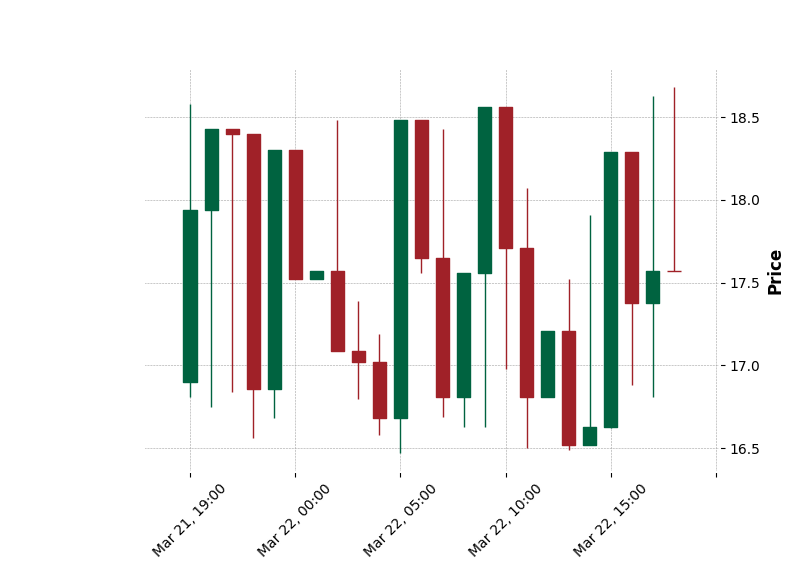 18.5
18.0
17.5
17.0
16.5
Price
Mar 21, 19:00
Mar 22, 00:00
Mar 22, 05:00
Mar 22, 10:00
Mar 22, 15:00